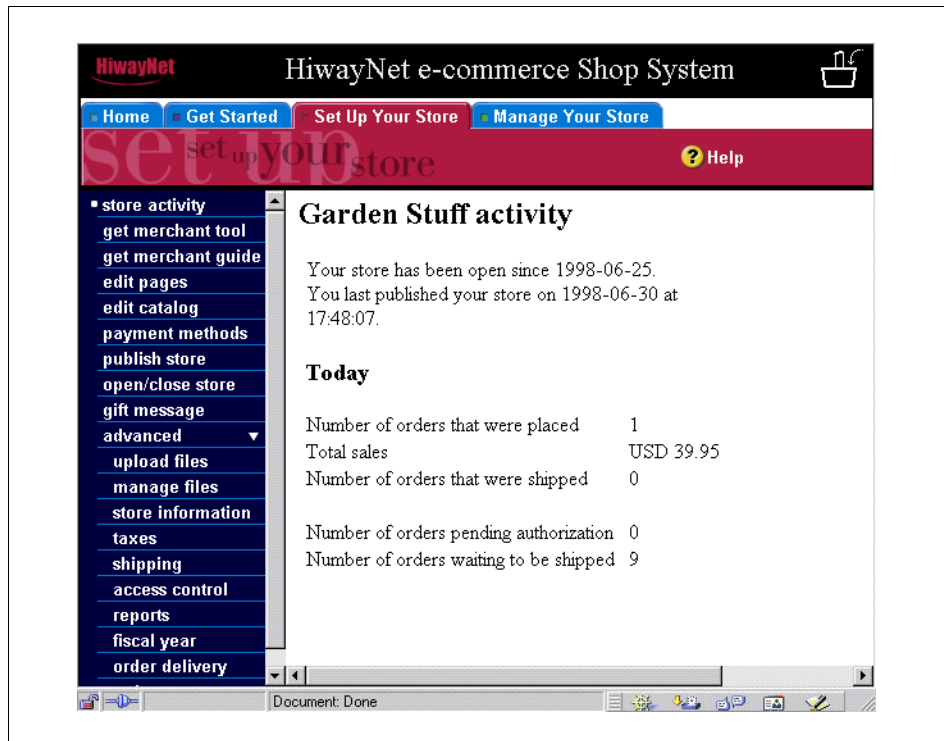 HiwayNet
HiwayNet e-commerce Shop System
Home
Get Started
Set Up Your Store
Manage Your Store
set up
set up your store
? Help
store activity
get merchant tool
get merchant guide
edit pages
edit catalog
payment methods
publish store
open/close store
gift message
advanced
upload files
manage files
store information
taxes
shipping
access control
reports
fiscal year
order delivery
Garden Stuff activity
Your store has been open since 1998-06-25.
You last published your store on 1998-06-30 at
17:48:07.
Today
Number of orders that were placed 1
Total sales USD 39.95
Number of orders that were shipped 0
Number of orders pending authorization 0
Number of orders waiting to be shipped 9
Document: Done